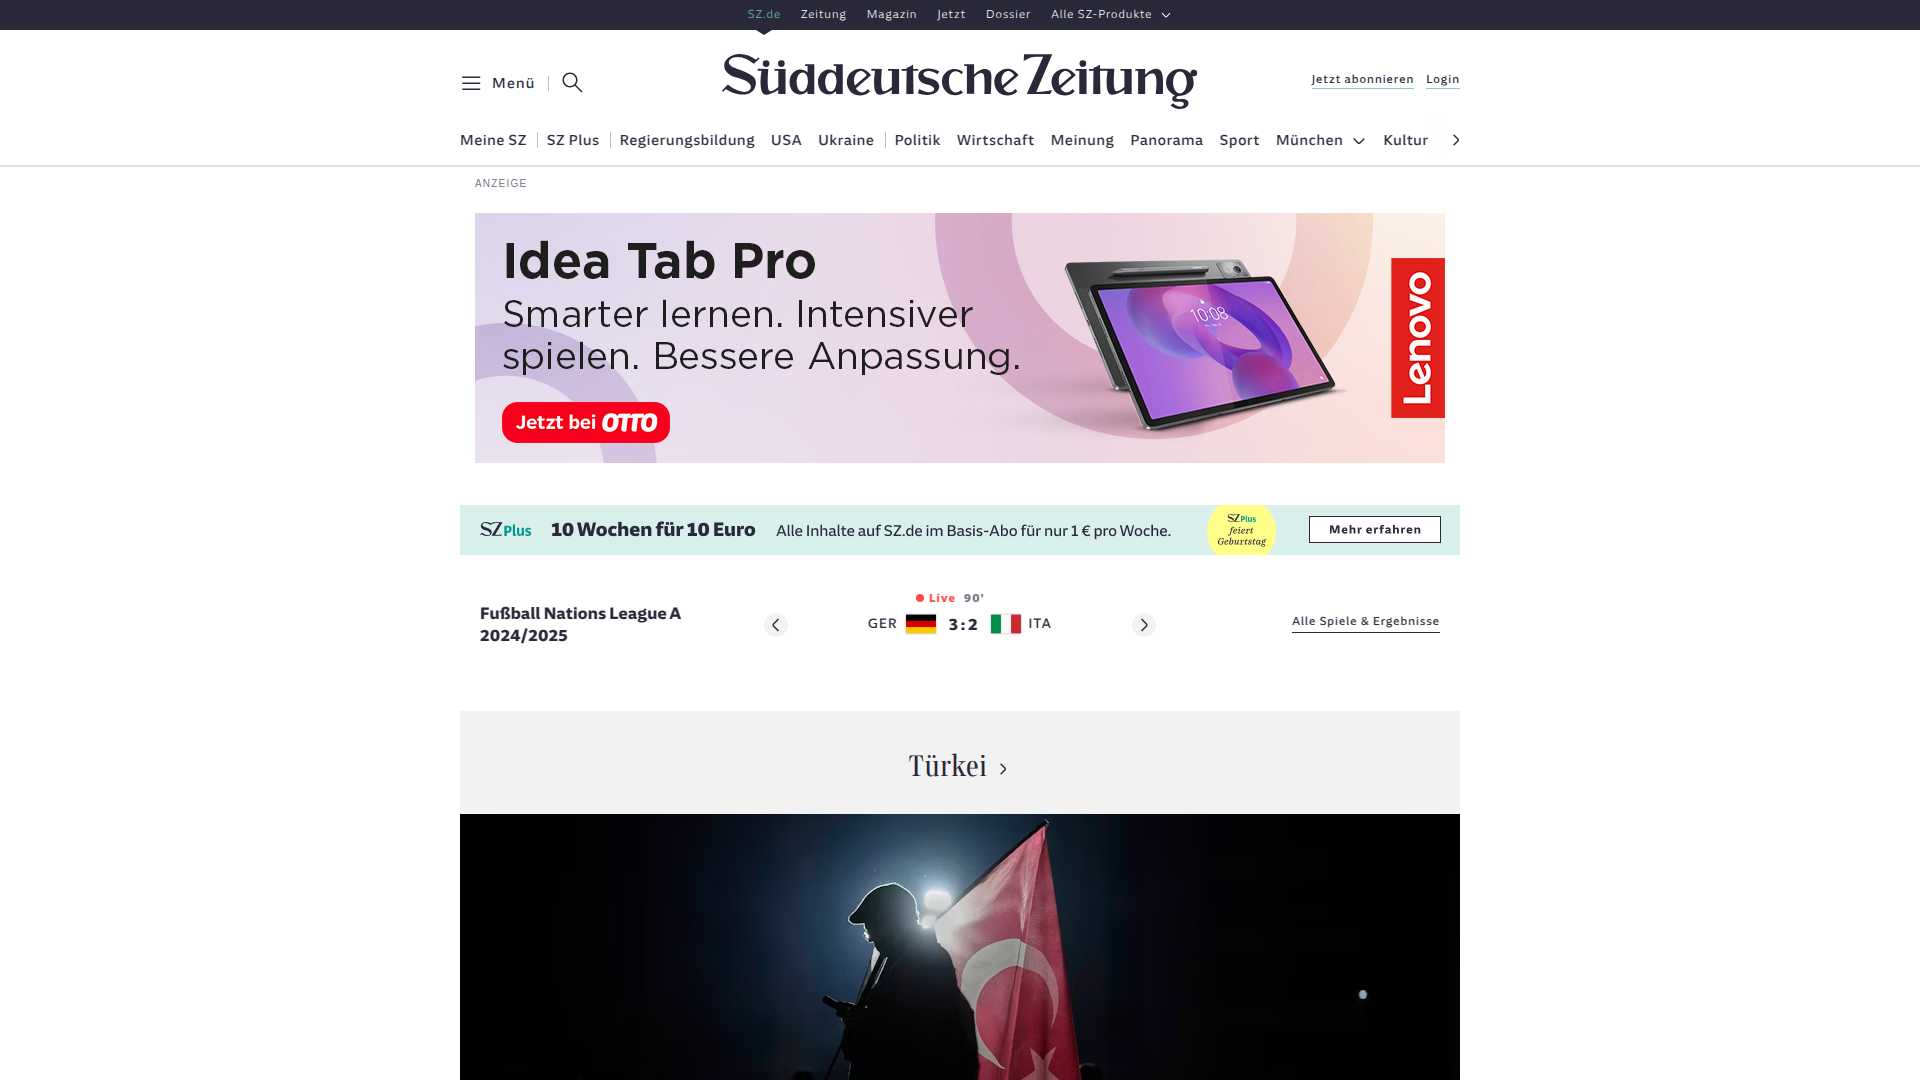 SZ.de Zeitung Magazin Jetzt Dossier Alle SZ-Produkte
Menü
Süddeutsche Zeitung
Jetzt abonnieren Login
Meine SZ SZ Plus Regierungsbildung USA Ukraine Politik Wirtschaft Meinung Panorama Sport München Kultur
ANZEIGE
Idea Tab Pro
Smarter lernen. Intensiver
spielen. Bessere Anpassung.
Jetzt bei OTTO
10:08
Lenovo
SZ Plus 10 Wochen für 10 Euro Alle Inhalte auf SZ.de im Basis-Abo für nur 1 € pro Woche.
SZ Plus
feiert
Geburtstag
Mehr erfahren
Fußball Nations League A
2024/2025
Live 90'
GER 3:2 ITA
Alle Spiele & Ergebnisse
Türkei